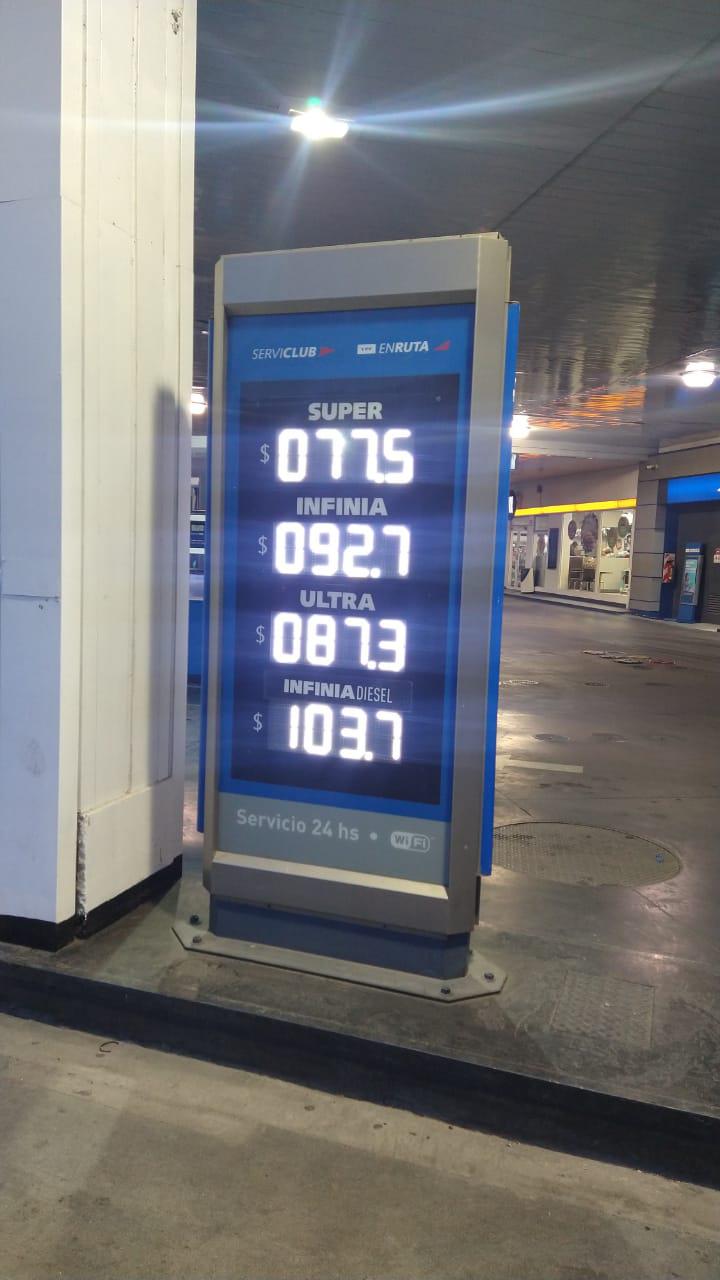 SERVICLUB YPF ENRUTA
SUPER
$ 077.5
INFINIA
$ 092.7
ULTRA
$ 087.3
INFINIA DIESEL
$ 103.7
Servicio 24 hs • WiFi